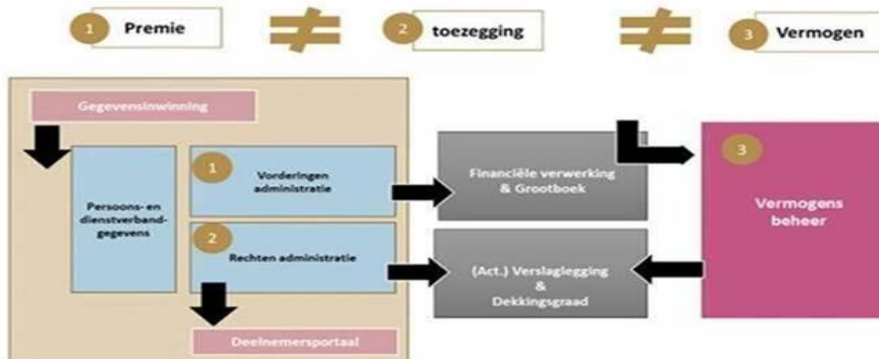 1 Premie
≠
2 toezegging
≠
3 Vermogen
Gegevensinwinning
Persoons- en
dienstverband-
gegevens
1
Vorderingen
administratie
2
Rechten administratie
Deelnemersportaal
Financiële verwerking
& Grootboek
(Act.) Verslaglegging
&
Dekkingsgraad
3
Vermogens
beheer